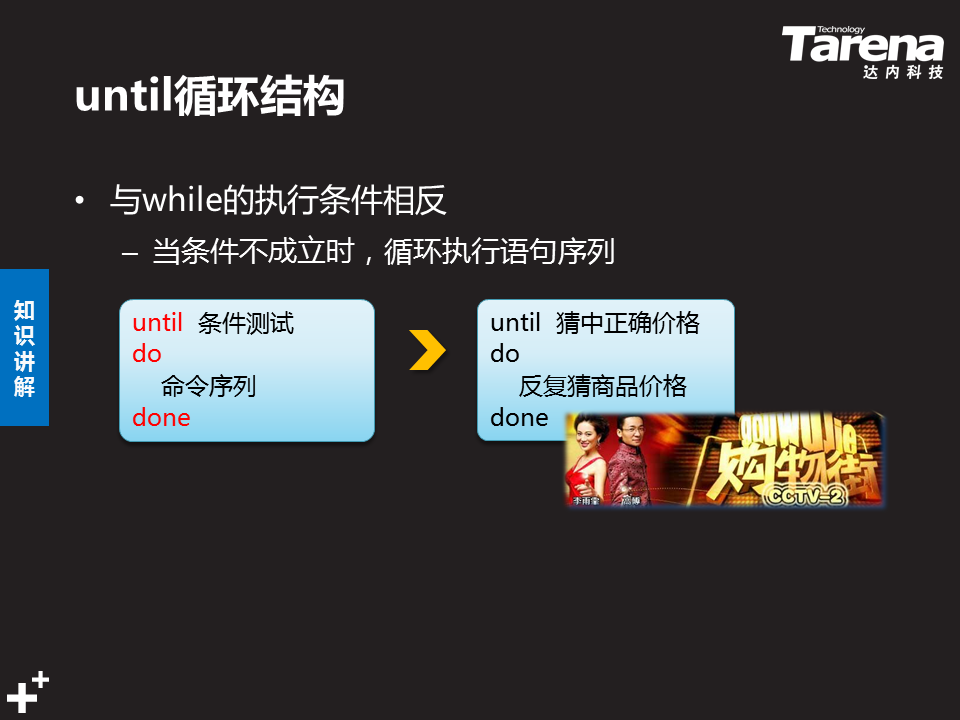 Technology
Tarena
达内科技
until循环结构
• 与while的执行条件相反
– 当条件不成立时，循环执行语句序列
知识讲解
until 条件测试
do
命令序列
done
until 猜中正确价格
do
反复猜商品价格
done
gouwujie
购物街
CCTV-2
李雨霏 高博